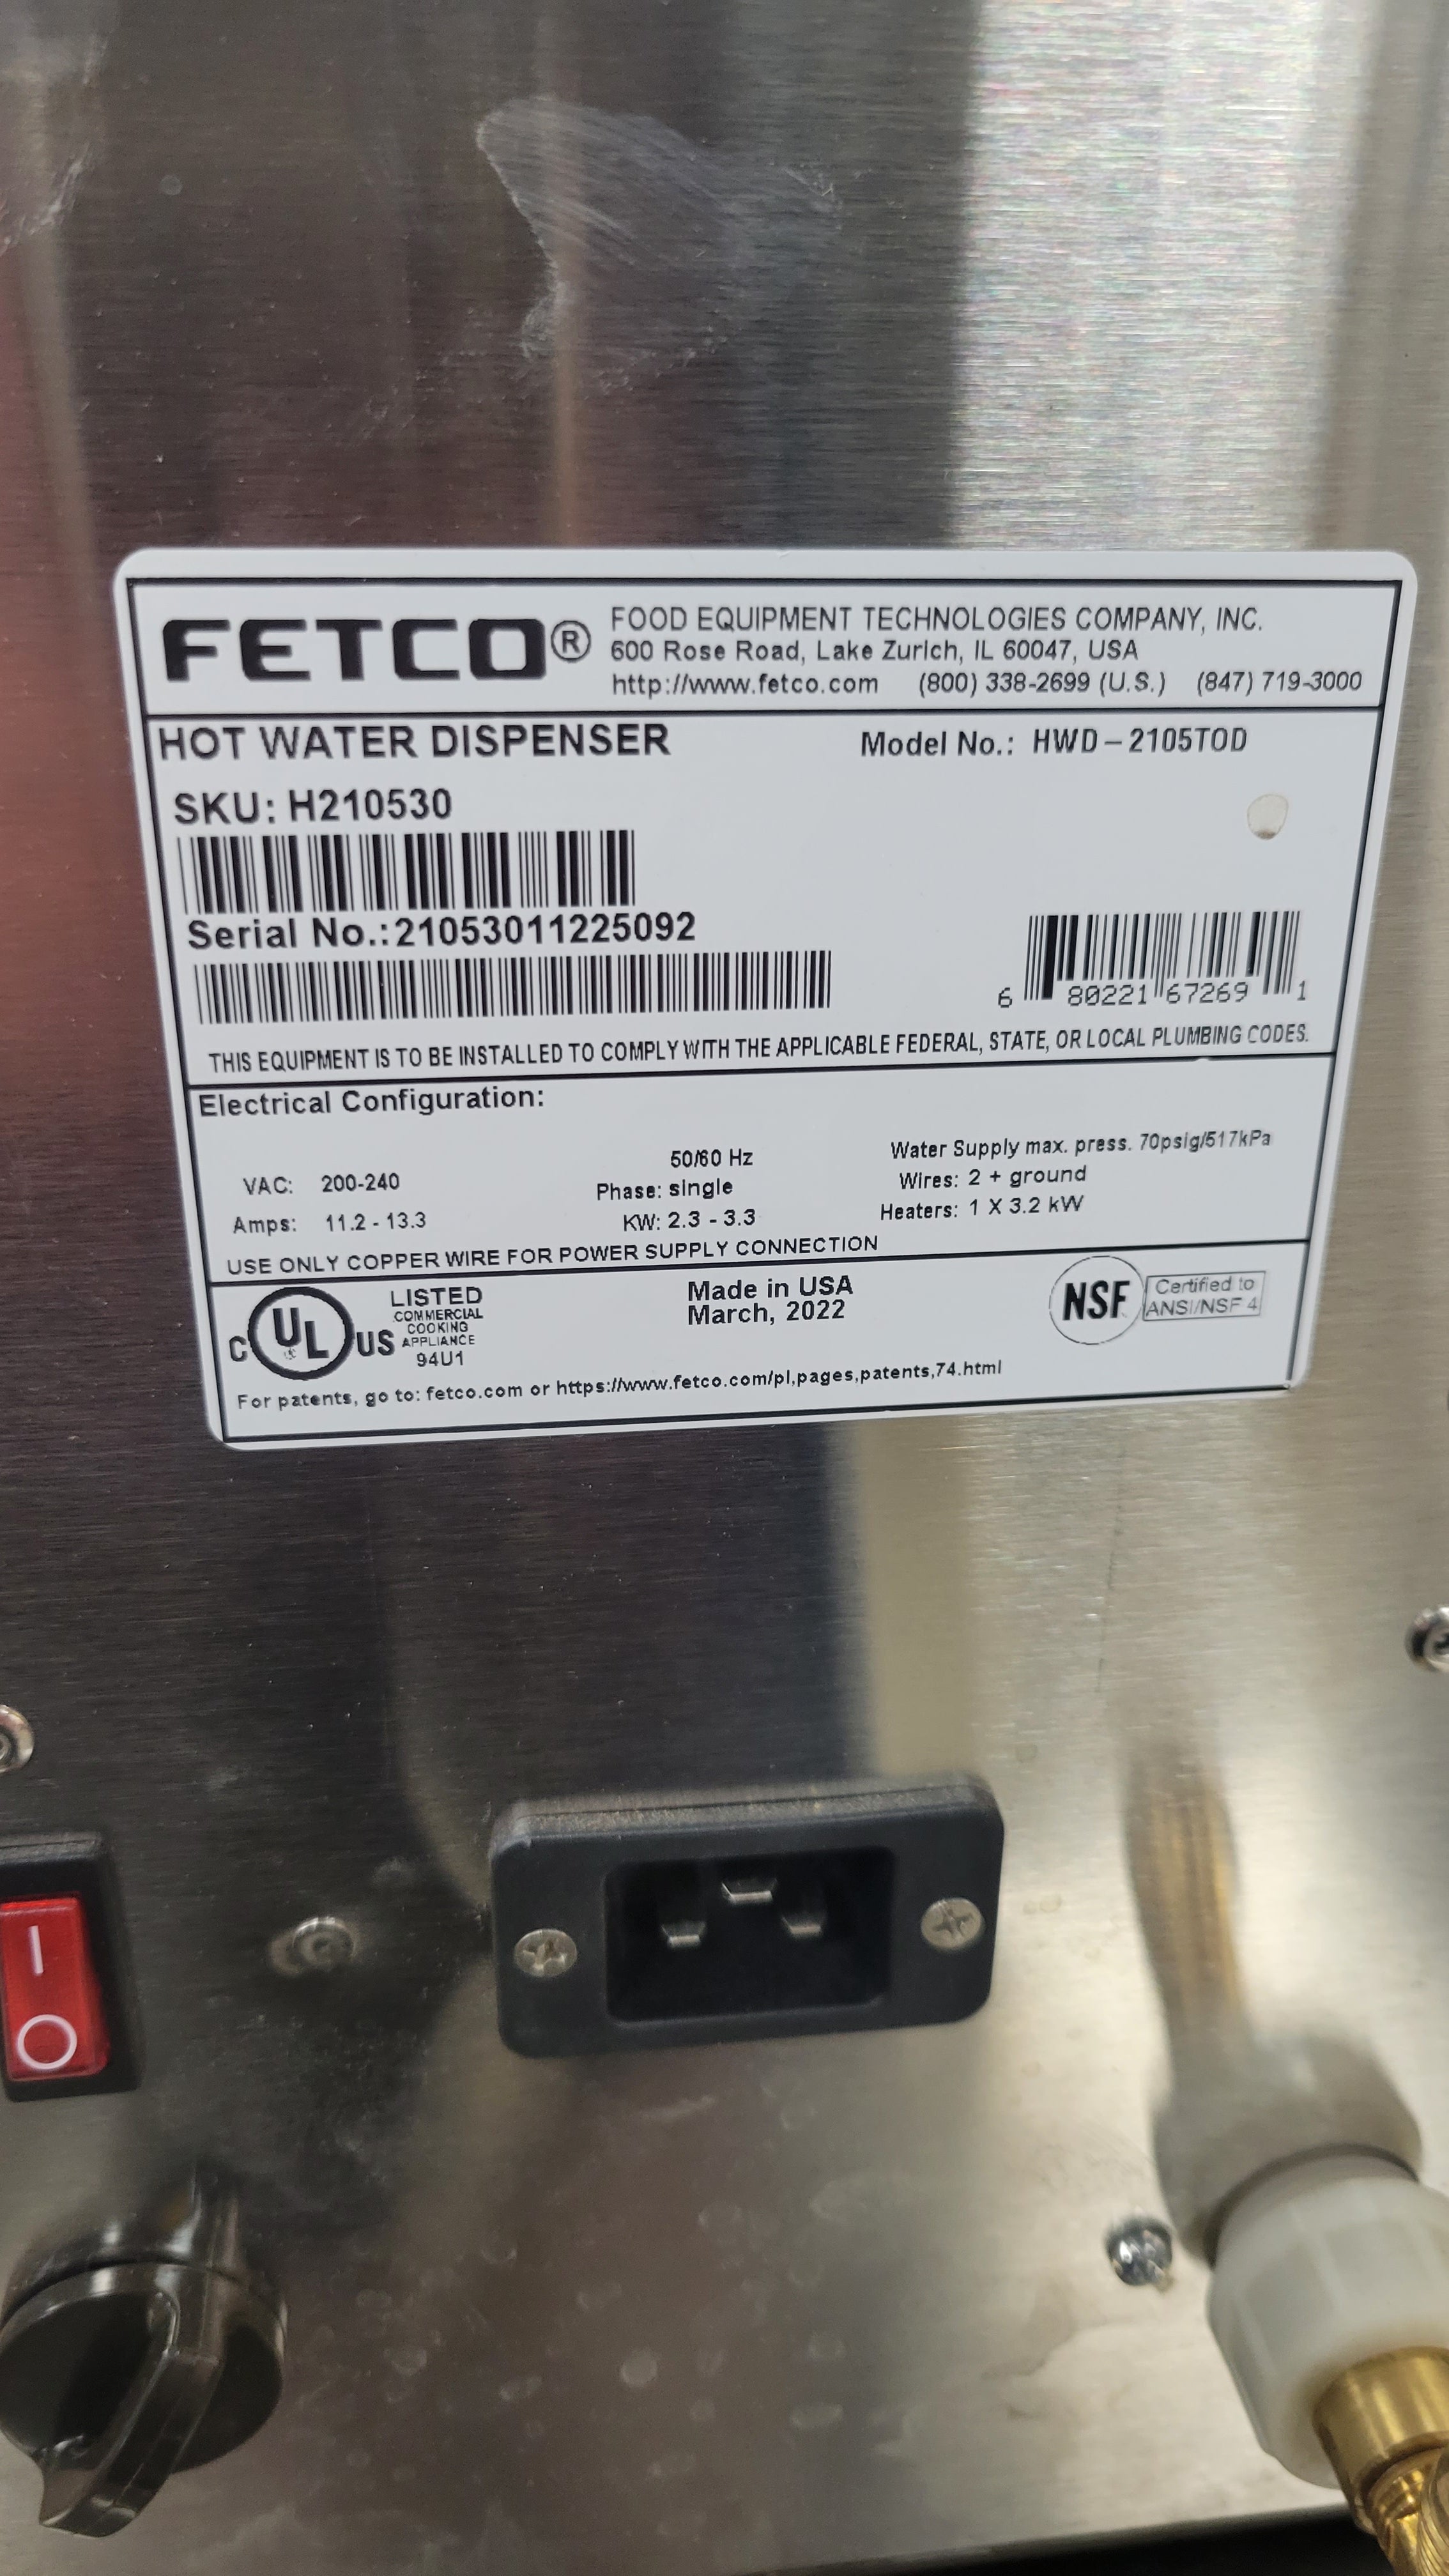 FETCO®
FOOD EQUIPMENT TECHNOLOGIES COMPANY, INC.
600 Rose Road, Lake Zurich, IL 60047, USA
http://www.fetco.com (800) 338-2699 (U.S.) (847) 719-3000
HOT WATER DISPENSER
Model No.: HWD – 2105TOD
SKU: H210530
Serial No.:21053011225092
6 80221 67269 1
THIS EQUIPMENT IS TO BE INSTALLED TO COMPLY WITH THE APPLICABLE FEDERAL, STATE, OR LOCAL PLUMBING CODES.
Electrical Configuration:
50/60 Hz
Water Supply max. press. 70psig/517kPa
VAC: 200-240
Phase: single
Wires: 2 + ground
Amps: 11.2 - 13.3
KW: 2.3 - 3.3
Heaters: 1 X 3.2 kW
USE ONLY COPPER WIRE FOR POWER SUPPLY CONNECTION
C UL US
LISTED
COMMERCIAL
COOKING
APPLIANCE
94U1
Made in USA
March, 2022
NSF
Certified to
ANSI/NSF 4
For patents, go to: fetco.com or https://www.fetco.com/pl,pages,patents,74.html
I
O